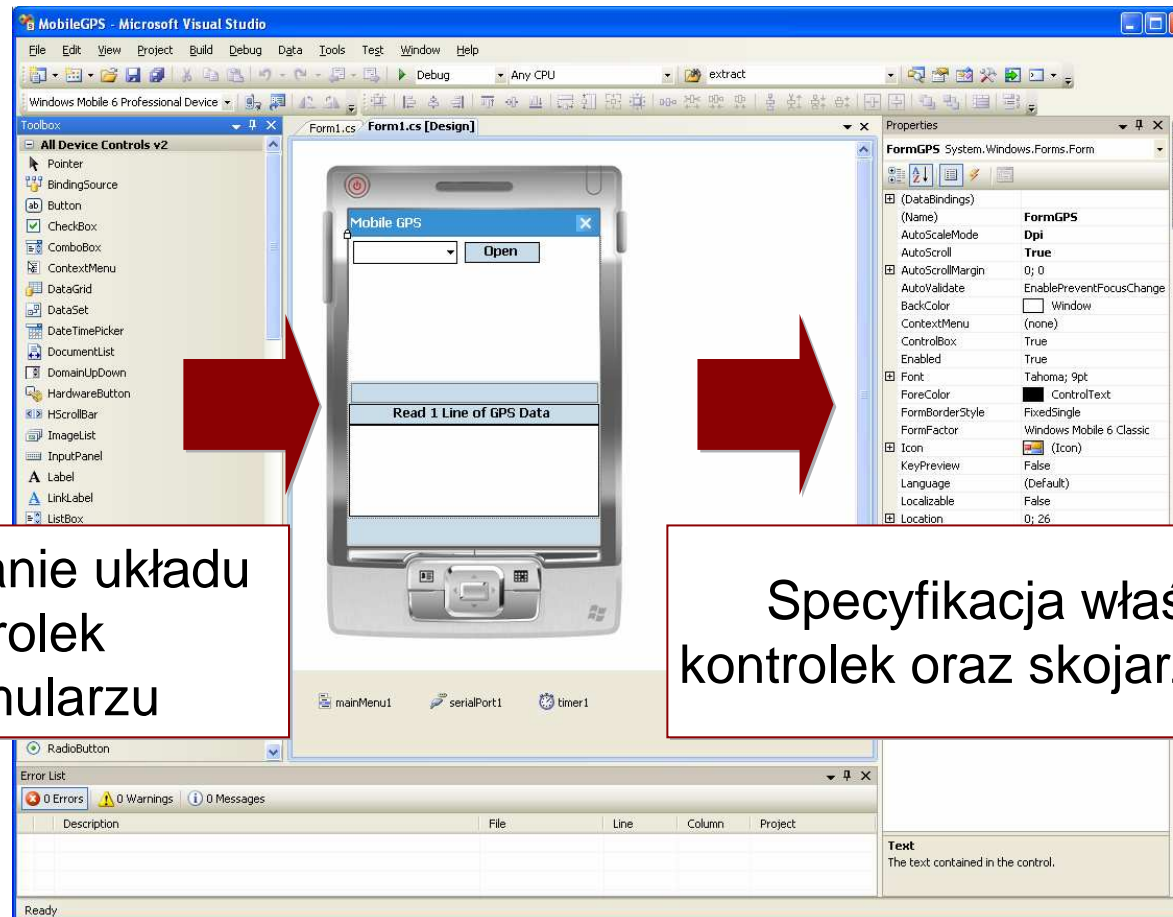 MobileGPS - Microsoft Visual Studio
File Edit View Project Build Debug Data Tools Test Window Help
Debug Any CPU extract
Windows Mobile 6 Professional Device
Toolbox
All Device Controls v2
Pointer
BindingSource
Button
CheckBox
ComboBox
ContextMenu
DataGrid
DataSet
DateTimePicker
DocumentList
DomainUpDown
HardwareButton
HScrollBar
ImageList
InputPanel
Label
LinkLabel
ListBox
RadioButton
Form1.cs Form1.cs [Design]
Mobile GPS
Open
Read 1 Line of GPS Data
mainMenu1 serialPort1 timer1
anie układu
rolek
nularzu
Properties
FormGPS System.Windows.Forms.Form
(DataBindings)
(Name) FormGPS
AutoScaleMode Dpi
AutoScroll True
AutoScrollMargin 0; 0
AutoValidate EnablePreventFocusChange
BackColor Window
ContextMenu (none)
ControlBox True
Enabled True
Font Tahoma; 9pt
ForeColor ControlText
FormBorderStyle FixedSingle
FormFactor Windows Mobile 6 Classic
Icon (Icon)
KeyPreview False
Language (Default)
Localizable False
Location 0; 26
Specyfikacja właś
kontrolek oraz skojar
Text
The text contained in the control.
Error List
0 Errors 0 Warnings 0 Messages
Description File Line Column Project
Ready